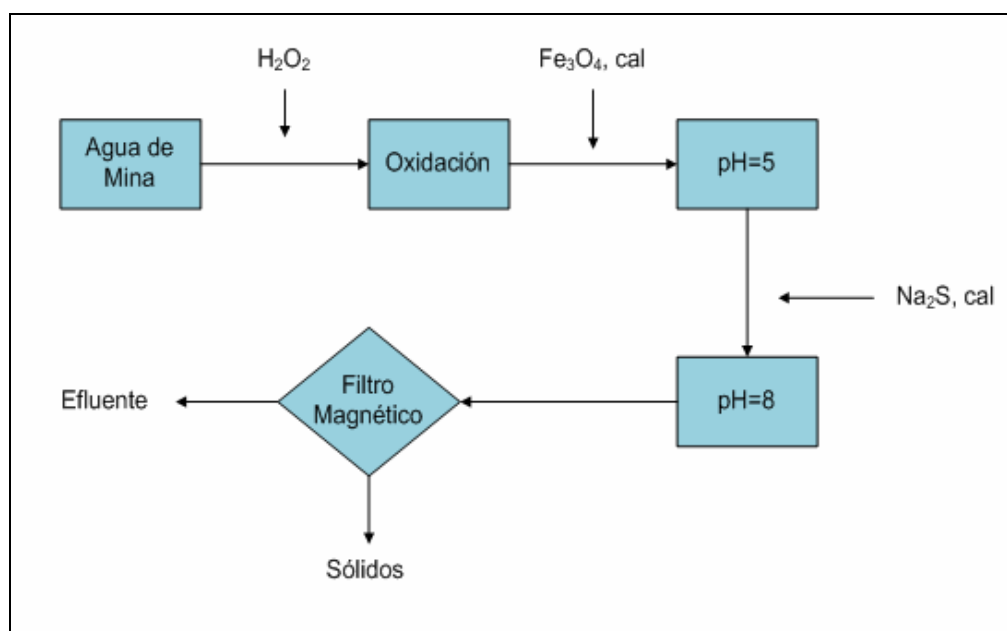 H₂O₂
Fe₃O₄, cal
Agua de
Mina
Oxidación
pH=5
Na₂S, cal
pH=8
Filtro
Magnético
Efluente
Sólidos